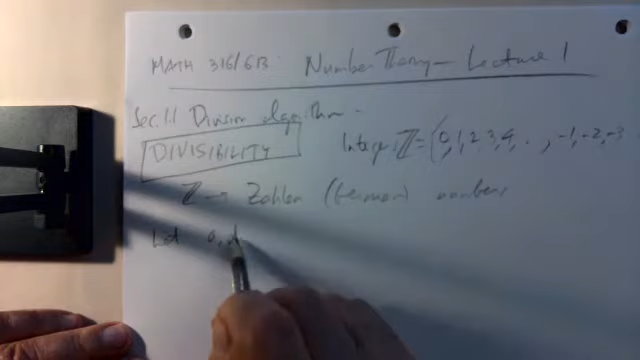 MATH 316/613: Number Theory – Lecture 1
Sec. 1.1 Division algorithm -
DIVISIBILITY Integers ℤ = {0, 1, 2, 3, 4, . . , -1, -2, -3
ℤ → Zahlen (German) numbers
Let a,